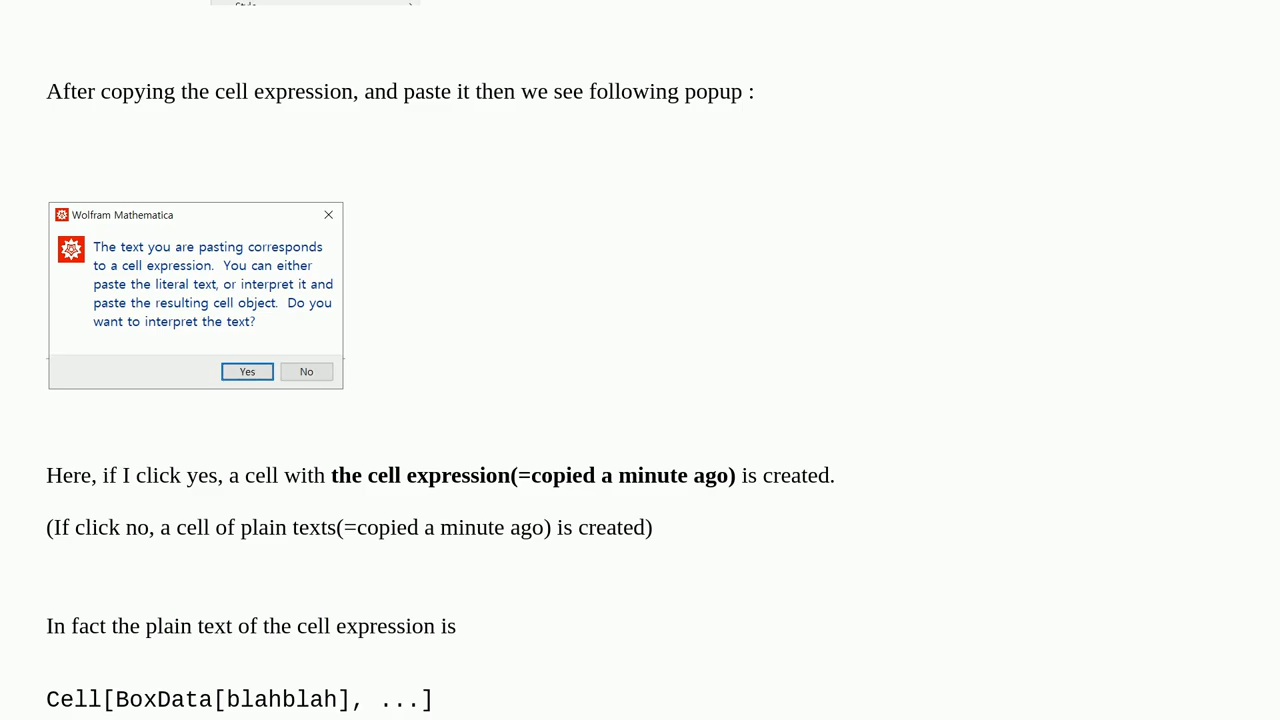 After copying the cell expression, and paste it then we see following popup :
Wolfram Mathematica
The text you are pasting corresponds
to a cell expression.  You can either
paste the literal text, or interpret it and
paste the resulting cell object.  Do you
want to interpret the text?
Yes No
Here, if I click yes, a cell with the cell expression(=copied a minute ago) is created.
(If click no, a cell of plain texts(=copied a minute ago) is created)
In fact the plain text of the cell expression is
Cell[BoxData[blahblah], ...]